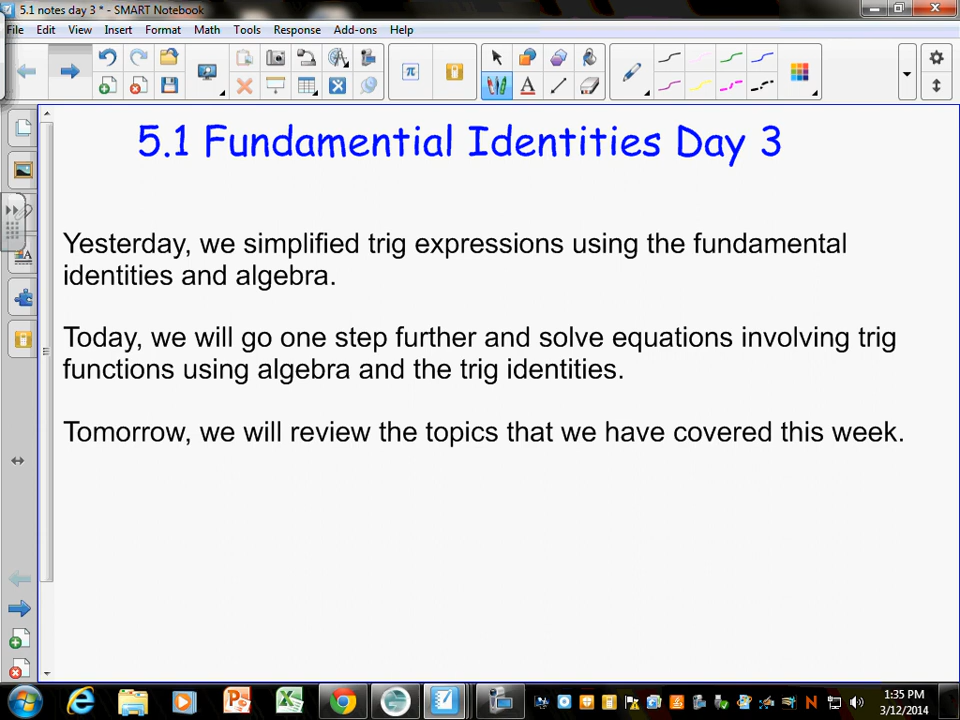 5.1 notes day 3 * - SMART Notebook
File Edit View Insert Format Math Tools Response Add-ons Help
5.1 Fundamential Identities Day 3
Yesterday, we simplified trig expressions using the fundamental
identities and algebra.
Today, we will go one step further and solve equations involving trig
functions using algebra and the trig identities.
Tomorrow, we will review the topics that we have covered this week.
1:35 PM
3/12/2014